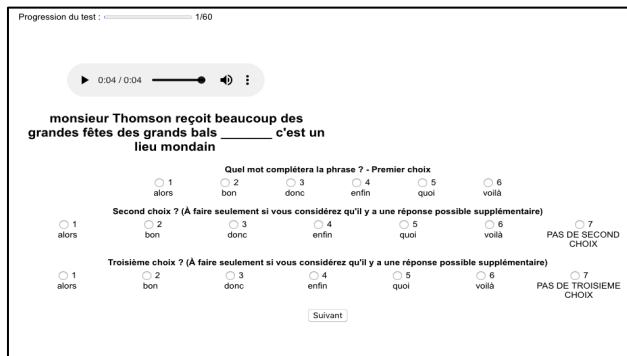 Progression du test : 1/60
0:04 / 0:04
monsieur Thomson reçoit beaucoup des
grandes fêtes des grands bals _______ c'est un
lieu mondain
Quel mot complétera la phrase ? - Premier choix
1 2 3 4 5 6
alors bon donc enfin quoi voilà
Second choix ? (À faire seulement si vous considérez qu'il y a une réponse possible supplémentaire)
1 2 3 4 5 6 7
alors bon donc enfin quoi voilà PAS DE SECOND
CHOIX
Troisième choix ? (À faire seulement si vous considérez qu'il y a une réponse possible supplémentaire)
1 2 3 4 5 6 7
alors bon donc enfin quoi voilà PAS DE TROISIEME
CHOIX
Suivant